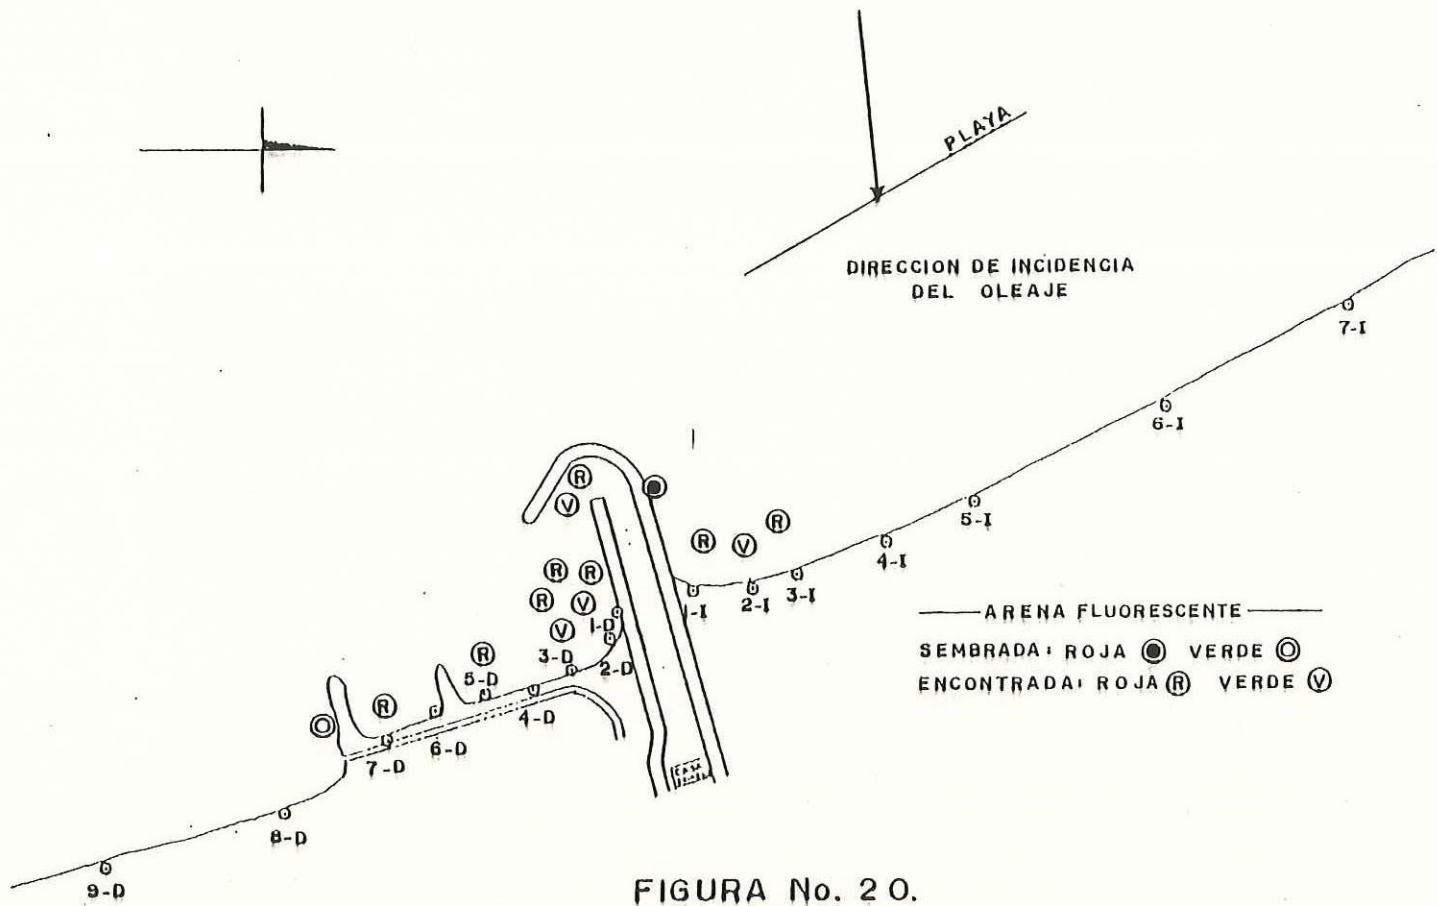 PLAYA
DIRECCION DE INCIDENCIA
DEL OLEAJE
7-I
6-I
5-I
4-I
3-I
2-I
1-I
R
V
R
V
R
R
R
R
V
V
1-D
2-D
3-D
4-D
R
5-D
6-D
R
7-D
8-D
9-D
CASA
ARENA FLUORESCENTE
SEMBRADA: ROJA VERDE
ENCONTRADA: ROJA R VERDE V
FIGURA No. 20.